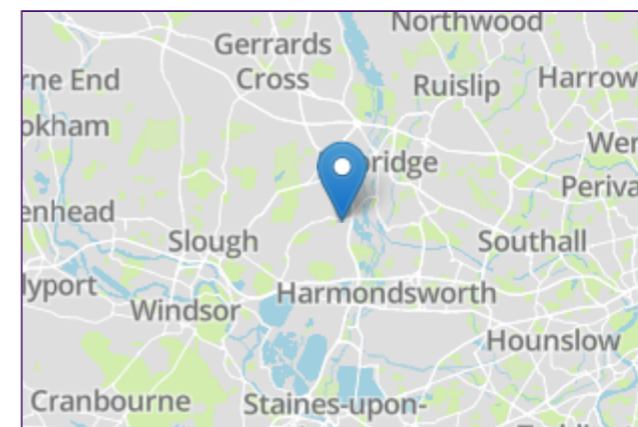 Northwood
Gerrards
Cross
rne End
Ruislip
Harrow
okham
Wer
bridge
Periva
enhead
Slough
Southall
lyport
Harmondsworth
Windsor
Hounslow
Cranbourne
Staines-upon-